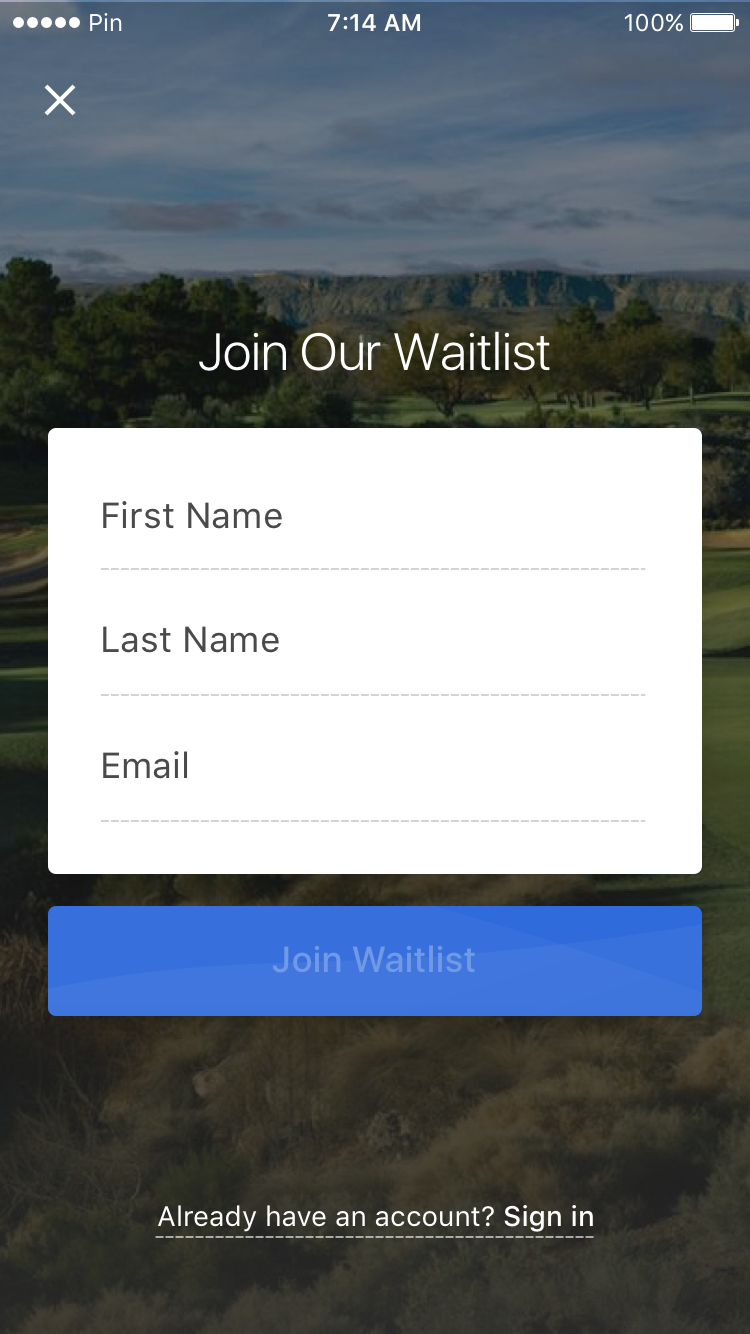 Pin 7:14 AM 100%
Join Our Waitlist
First Name
Last Name
Email
Join Waitlist
Already have an account? Sign in